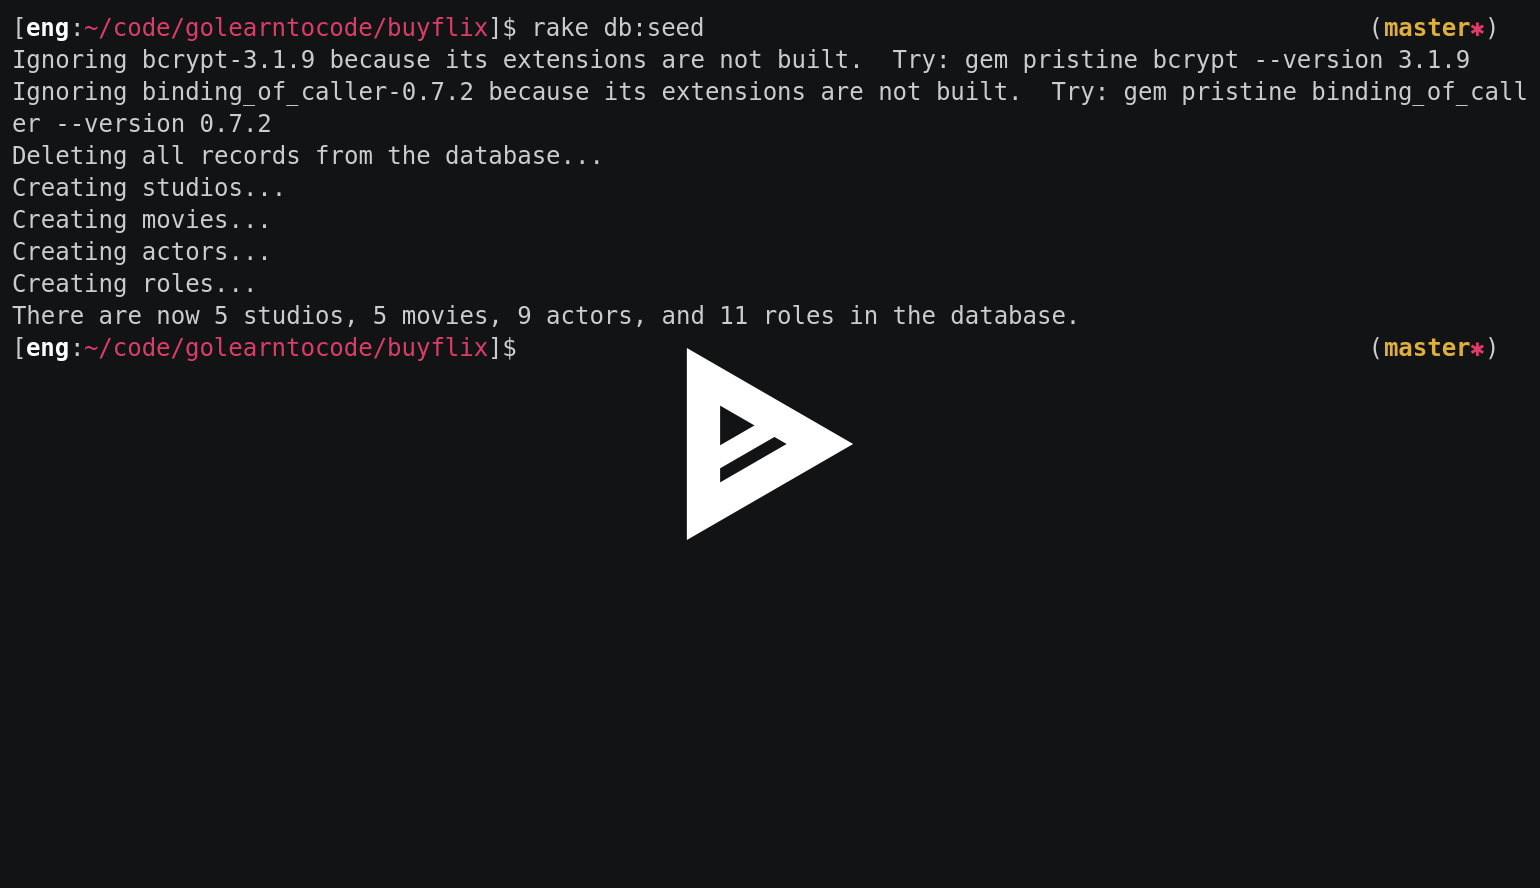 [eng:~/code/golearntocode/buyflix]$ rake db:seed (master✱)
Ignoring bcrypt-3.1.9 because its extensions are not built.  Try: gem pristine bcrypt --version 3.1.9
Ignoring binding_of_caller-0.7.2 because its extensions are not built.  Try: gem pristine binding_of_call
er --version 0.7.2
Deleting all records from the database...
Creating studios...
Creating movies...
Creating actors...
Creating roles...
There are now 5 studios, 5 movies, 9 actors, and 11 roles in the database.
[eng:~/code/golearntocode/buyflix]$ (master✱)